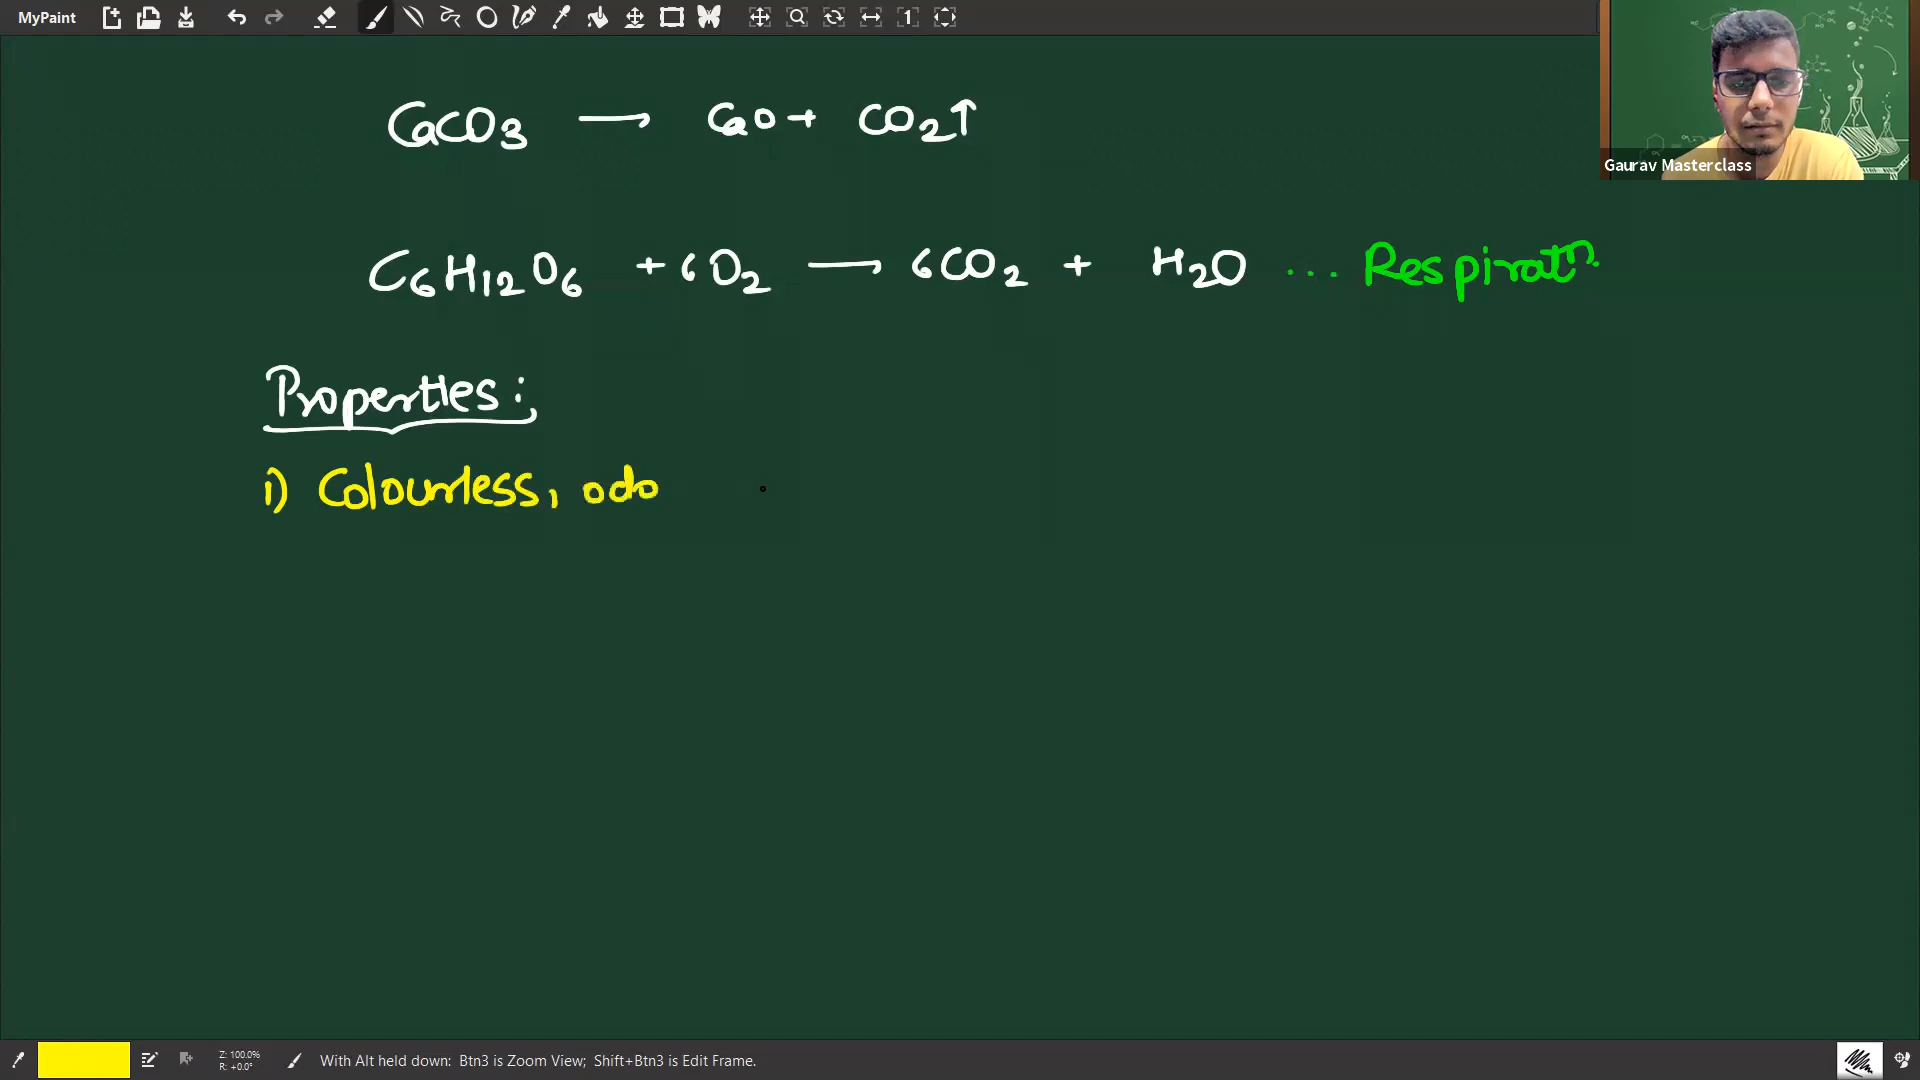 MyPaint
CaCO3 → CaO + CO2↑
Gaurav Masterclass
C6H12O6 + 6O2 → 6CO2 + H2O ... Respiratn.
Properties:
i) Colourless, odo
Z: 100.0%
R: +0.0°
With Alt held down: Btn3 is Zoom View; Shift+Btn3 is Edit Frame.